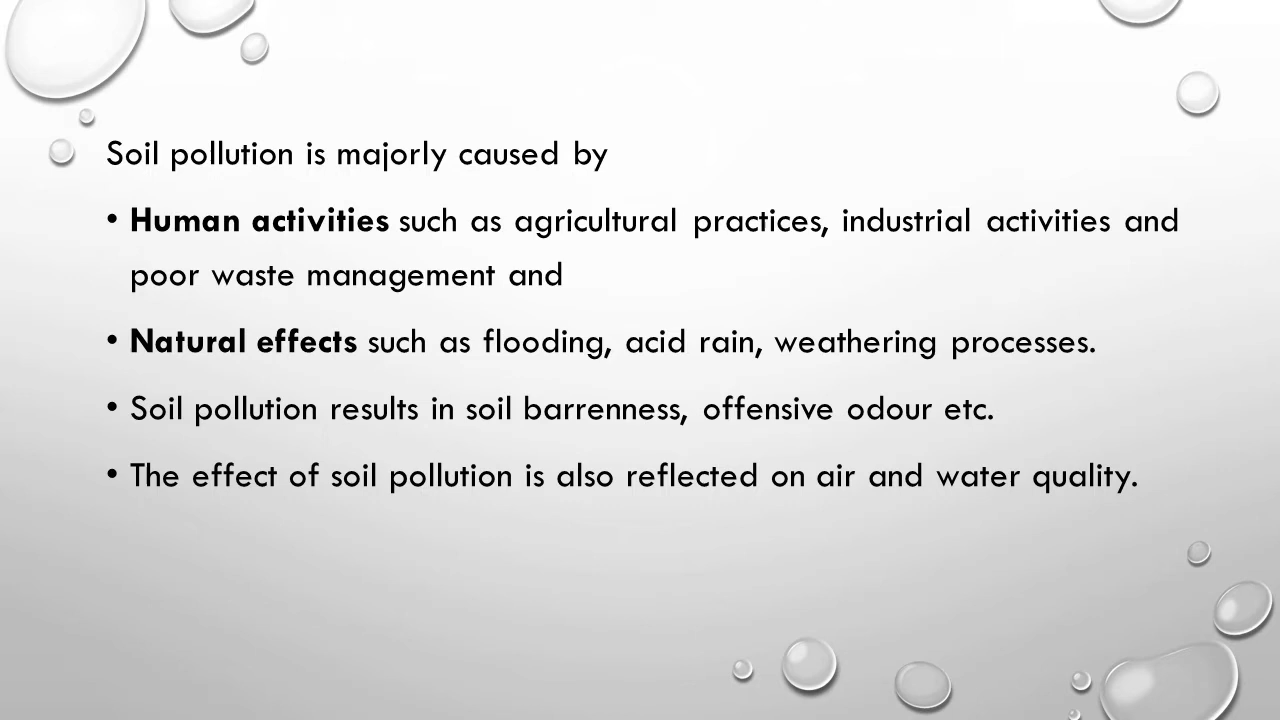 Soil pollution is majorly caused by
• Human activities such as agricultural practices, industrial activities and
poor waste management and
• Natural effects such as flooding, acid rain, weathering processes.
• Soil pollution results in soil barrenness, offensive odour etc.
• The effect of soil pollution is also reflected on air and water quality.